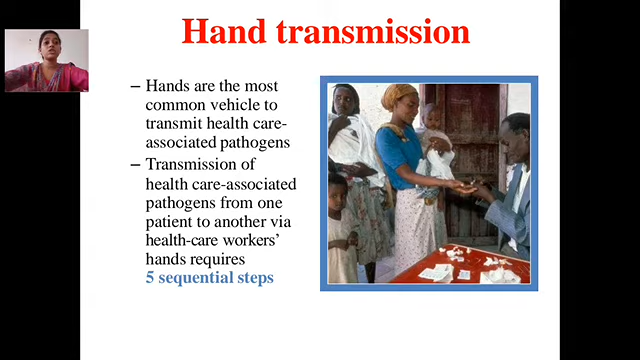 Hand transmission
– Hands are the most
common vehicle to
transmit health care-
associated pathogens
– Transmission of
health care-associated
pathogens from one
patient to another via
health-care workers’
hands requires
5 sequential steps